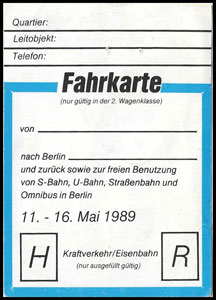 Quartier:
Leitobjekt:
Telefon:
Fahrkarte
(nur gültig in der 2. Wagenklasse)
von
nach Berlin
und zurück sowie zur freien Benutzung
von S-Bahn, U-Bahn, Straßenbahn und
Omnibus in Berlin
11. - 16. Mai 1989
H
Kraftverkehr/Eisenbahn
(nur ausgefüllt gültig)
R